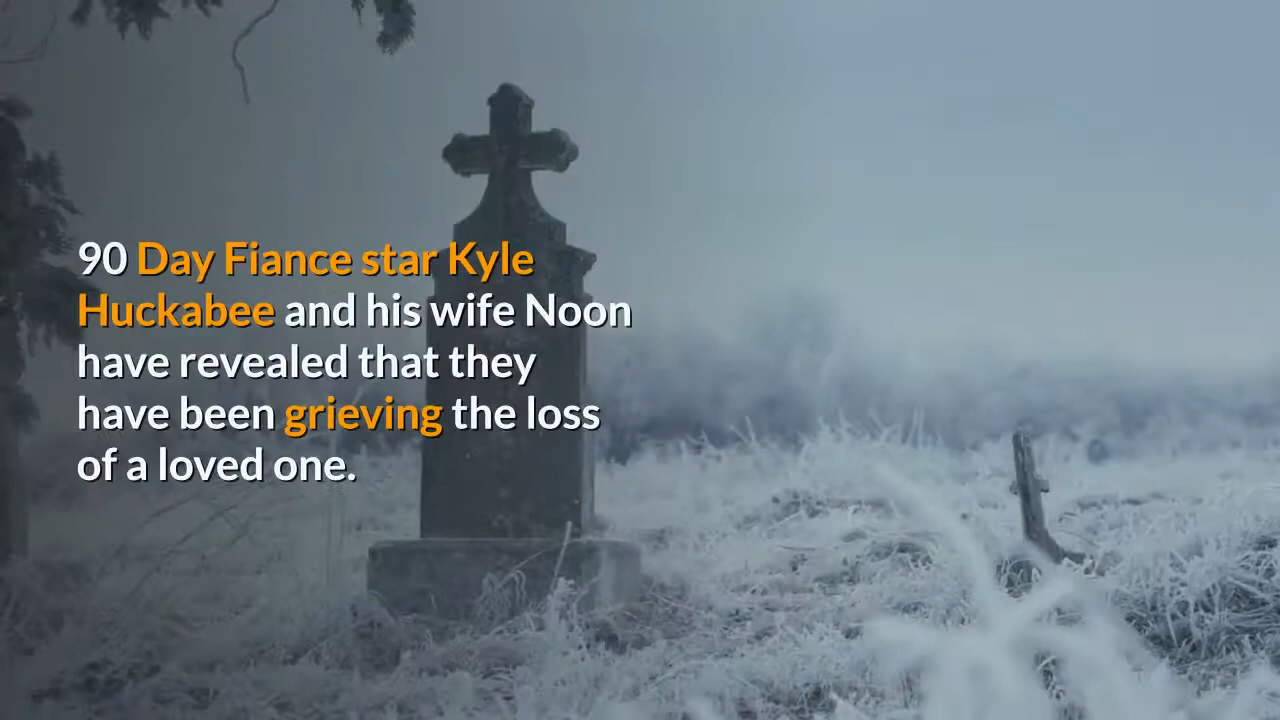 90 Day Fiance star Kyle
Huckabee and his wife Noon
have revealed that they
have been grieving the loss
of a loved one.